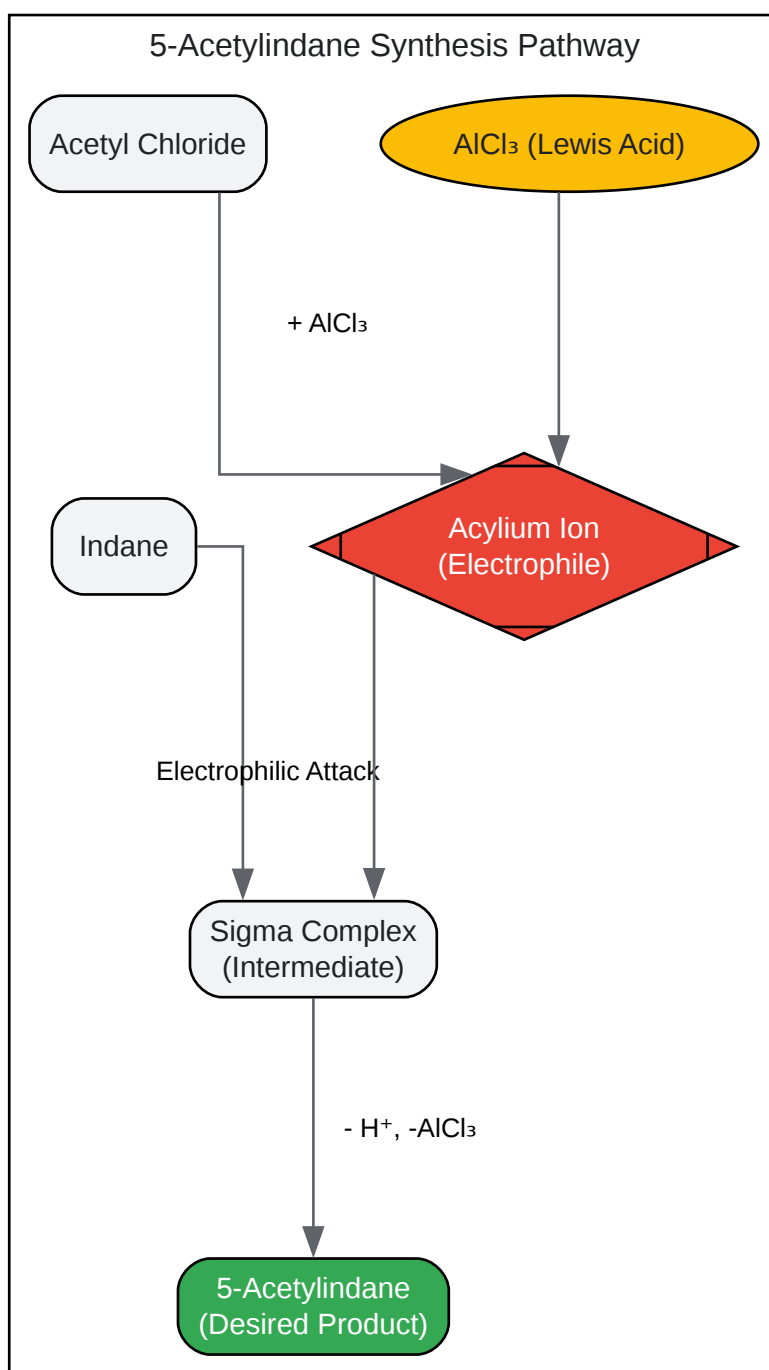 5-Acetylindane Synthesis Pathway
Acetyl Chloride
AlCl₃ (Lewis Acid)
+ AlCl₃
Indane
Acylium Ion
(Electrophile)
Electrophilic Attack
Sigma Complex
(Intermediate)
- H⁺, -AlCl₃
5-Acetylindane
(Desired Product)